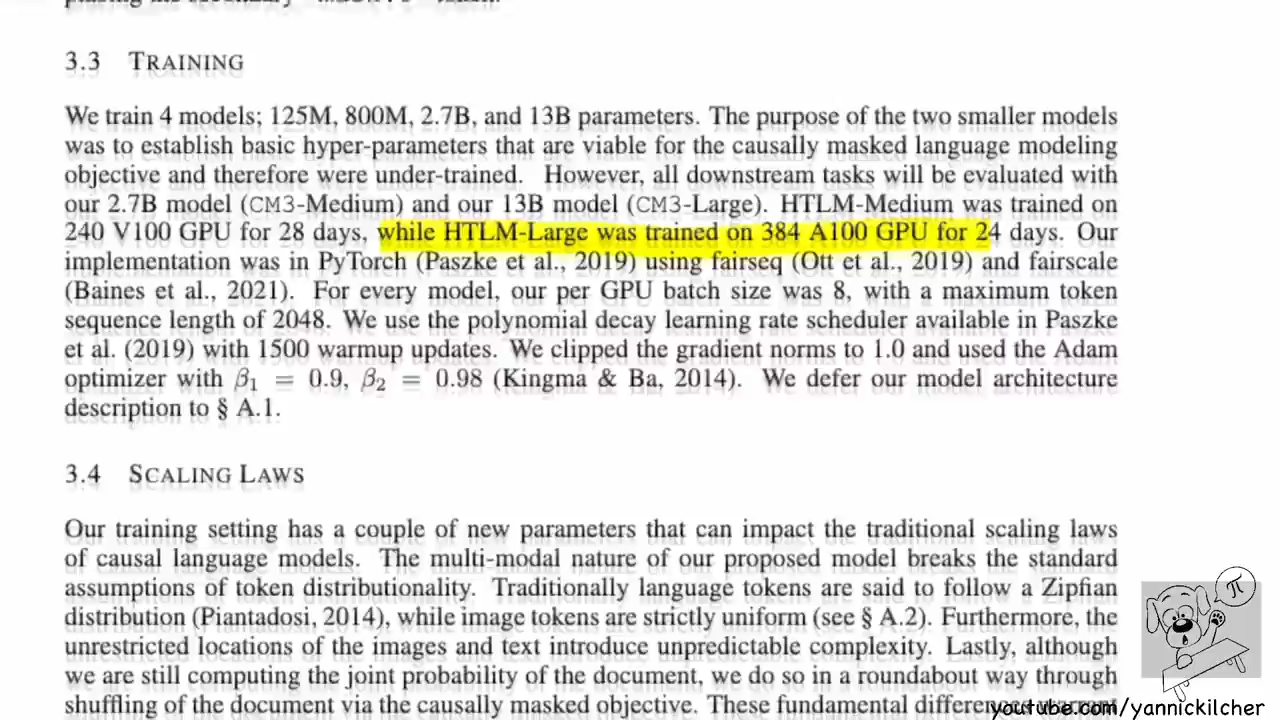 3.3 TRAINING
We train 4 models; 125M, 800M, 2.7B, and 13B parameters. The purpose of the two smaller models
was to establish basic hyper-parameters that are viable for the causally masked language modeling
objective and therefore were under-trained. However, all downstream tasks will be evaluated with
our 2.7B model (CM3-Medium) and our 13B model (CM3-Large). HTLM-Medium was trained on
240 V100 GPU for 28 days, while HTLM-Large was trained on 384 A100 GPU for 24 days. Our
implementation was in PyTorch (Paszke et al., 2019) using fairseq (Ott et al., 2019) and fairscale
(Baines et al., 2021). For every model, our per GPU batch size was 8, with a maximum token
sequence length of 2048. We use the polynomial decay learning rate scheduler available in Paszke
et al. (2019) with 1500 warmup updates. We clipped the gradient norms to 1.0 and used the Adam
optimizer with β1 = 0.9, β2 = 0.98 (Kingma & Ba, 2014). We defer our model architecture
description to § A.1.
3.4 SCALING LAWS
Our training setting has a couple of new parameters that can impact the traditional scaling laws
of causal language models. The multi-modal nature of our proposed model breaks the standard
assumptions of token distributionality. Traditionally language tokens are said to follow a Zipfian
distribution (Piantadosi, 2014), while image tokens are strictly uniform (see § A.2). Furthermore, the
unrestricted locations of the images and text introduce unpredictable complexity. Lastly, although
we are still computing the joint probability of the document, we do so in a roundabout way through
shuffling of the document via the causally masked objective. These fundamental
π
youtube.com/yannickilcher